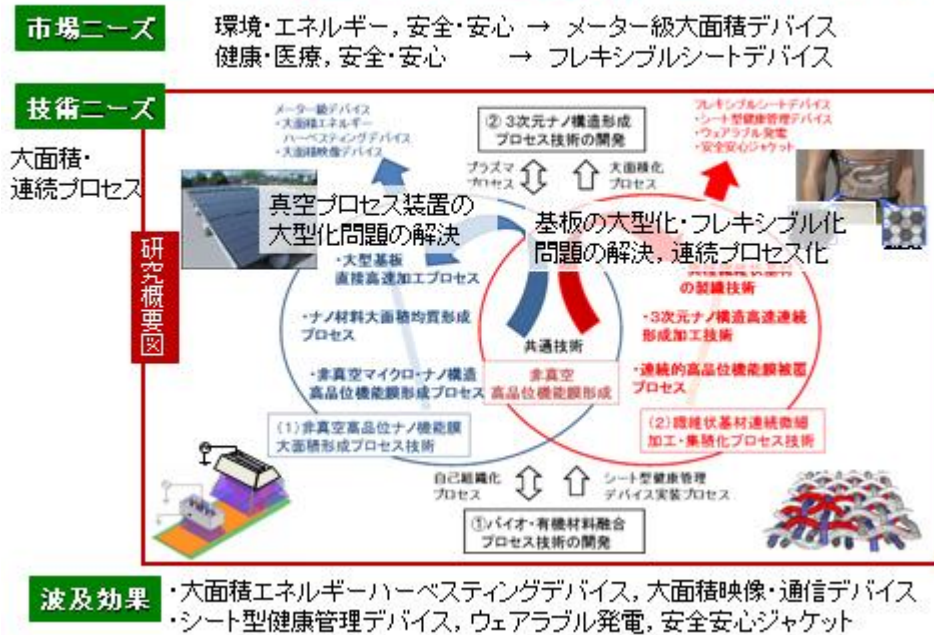 市場ニーズ
環境・エネルギー, 安全・安心 → メーター級大面積デバイス
健康・医療, 安全・安心 → フレキシブルシートデバイス
技術ニーズ
大面積・
連続プロセス
研究概要図
メーター級デバイス
・大面積エネルギー
ハーベスティングデバイス
・大面積映像デバイス
② 3次元ナノ構造形成
プロセス技術の開発
フレキシブルシートデバイス
・シート型健康管理デバイス
・ウェアラブル発電
・安全安心ジャケット
プラズマ
プロセス
大面積化
プロセス
真空プロセス装置の
大型化問題の解決
基板の大型化・フレキシブル化
問題の解決, 連続プロセス化
・大型基板
直接高速加工プロセス
の製織技術
・ナノ材料大面積均質形成
プロセス
・3次元ナノ構造高速連続
形成加工技術
共通技術
・非真空マイクロ・ナノ構造
高品位機能膜形成プロセス
非真空
高品位機能膜形成
・連続的高品位機能膜被覆
プロセス
(1)非真空高品位ナノ機能膜
大面積形成プロセス技術
(2)繊維状基材連続微細
加工・集積化プロセス技術
自己組織化
プロセス
シート型健康管理
デバイス実装プロセス
①バイオ・有機材料融合
プロセス技術の開発
波及効果
・大面積エネルギーハーベスティングデバイス, 大面積映像・通信デバイス
・シート型健康管理デバイス, ウェアラブル発電, 安全安心ジャケット